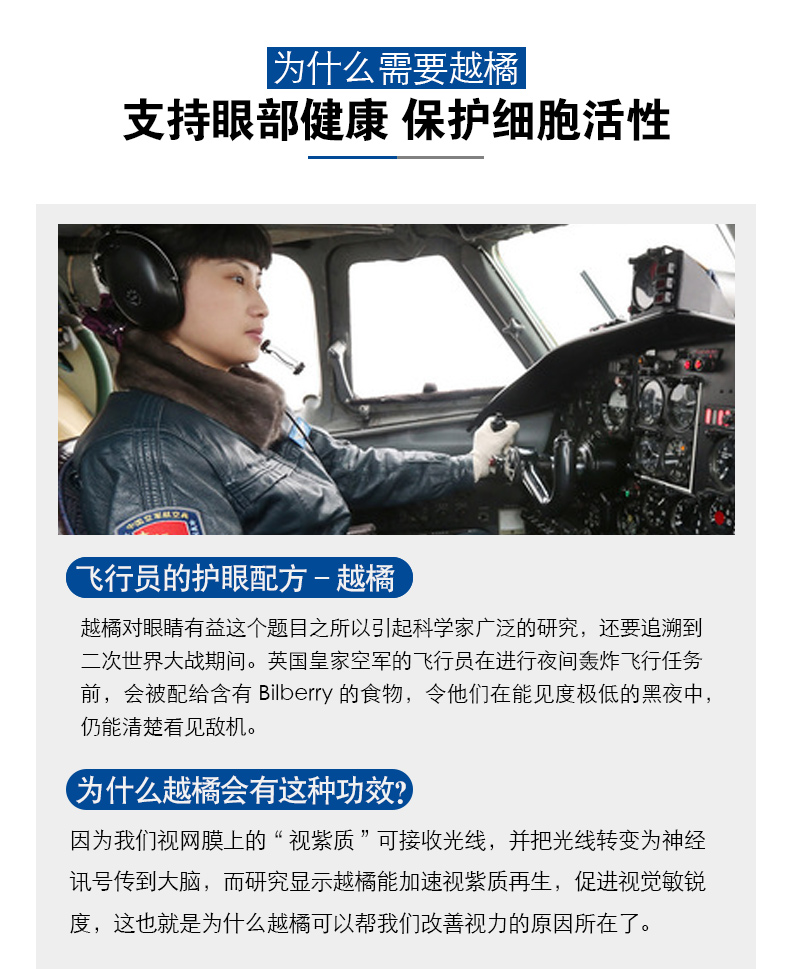 为什么需要越橘
支持眼部健康 保护细胞活性
中国空军航空兵
飞行员的护眼配方 – 越橘
越橘对眼睛有益这个题目之所以引起科学家广泛的研究，还要追溯到
二次世界大战期间。英国皇家空军的飞行员在进行夜间轰炸飞行任务
前，会被配给含有 Bilberry 的食物，令他们在能见度极低的黑夜中，
仍能清楚看见敌机。
为什么越橘会有这种功效?
因为我们视网膜上的“视紫质”可接收光线，并把光线转变为神经
讯号传到大脑，而研究显示越橘能加速视紫质再生，促进视觉敏锐
度，这也就是为什么越橘可以帮我们改善视力的原因所在了。